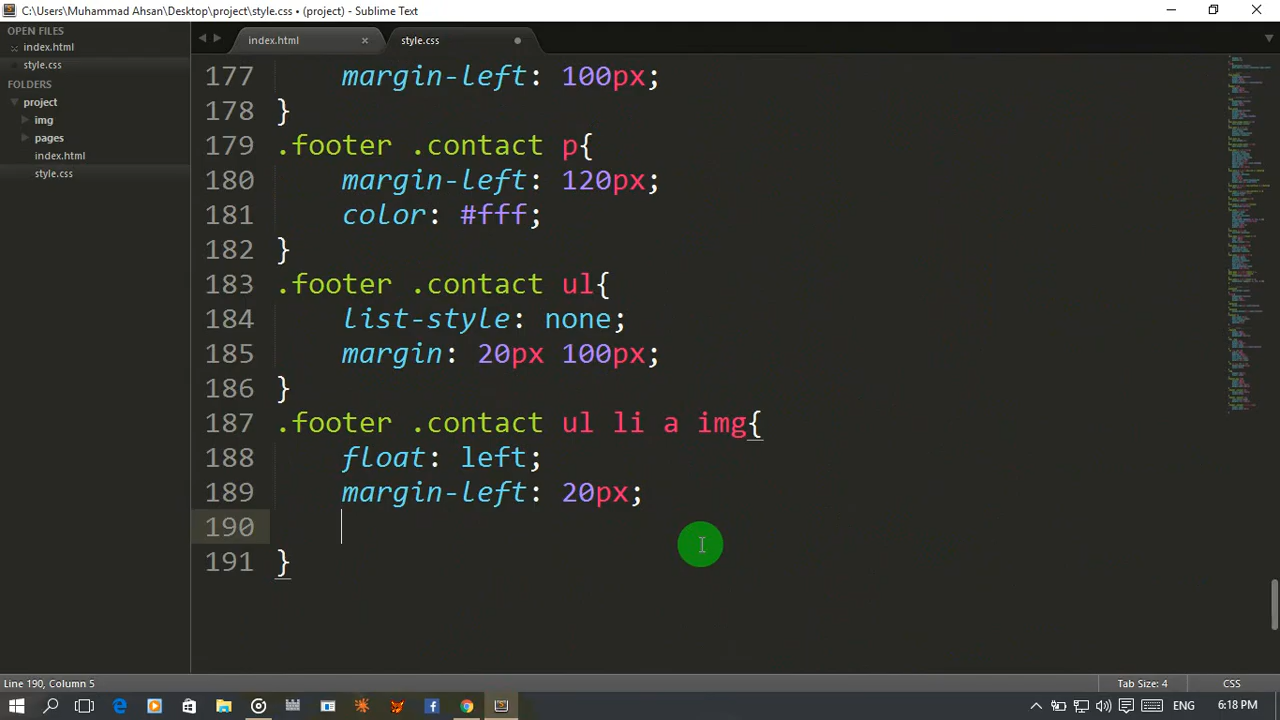 C:\Users\Muhammad Ahsan\Desktop\project\style.css • (project) - Sublime Text
OPEN FILES
index.html
style.css
FOLDERS
project
img
pages
index.html
style.css
index.html
style.css
177 margin-left: 100px;
178 }
179 .footer .contact p{
180 margin-left: 120px;
181 color: #fff;
182 }
183 .footer .contact ul{
184 list-style: none;
185 margin: 20px 100px;
186 }
187 .footer .contact ul li a img{
188 float: left;
189 margin-left: 20px;
190
191 }
Line 190, Column 5
Tab Size: 4
CSS
ENG
6:18 PM